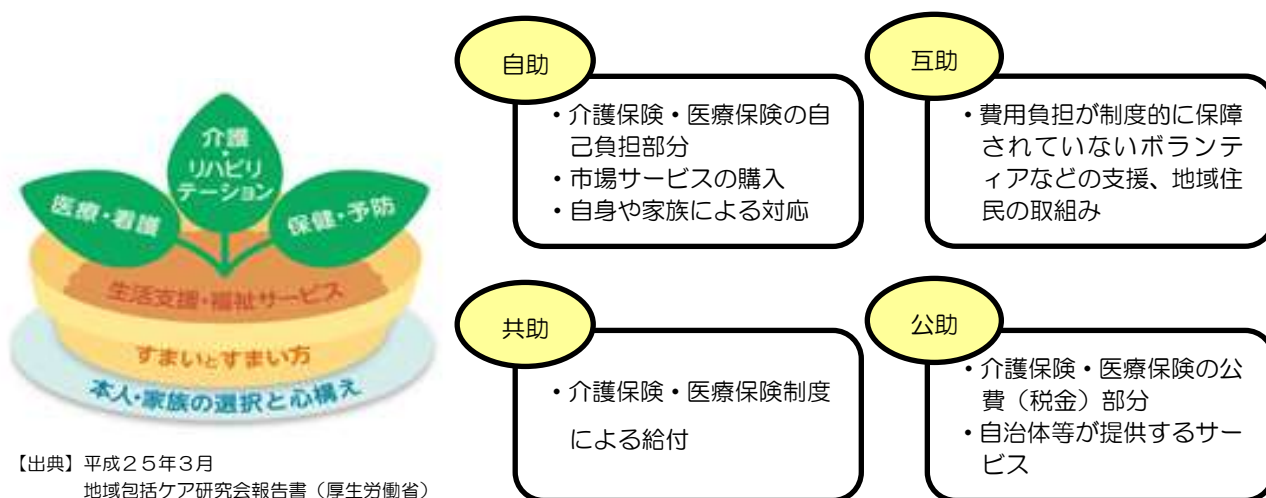 介護
・
リハビリ
テーション
医療・看護
保健・予防
生活支援・福祉サービス
すまいとすまい方
本人・家族の選択と心構え
【出典】平成２５年３月
地域包括ケア研究会報告書（厚生労働省）
自助
・介護保険・医療保険の自
己負担部分
・市場サービスの購入
・自身や家族による対応
互助
・費用負担が制度的に保障
されていないボランテ
ィアなどの支援、地域住
民の取組み
共助
・介護保険・医療保険制度
による給付
公助
・介護保険・医療保険の公
費（税金）部分
・自治体等が提供するサー
ビス